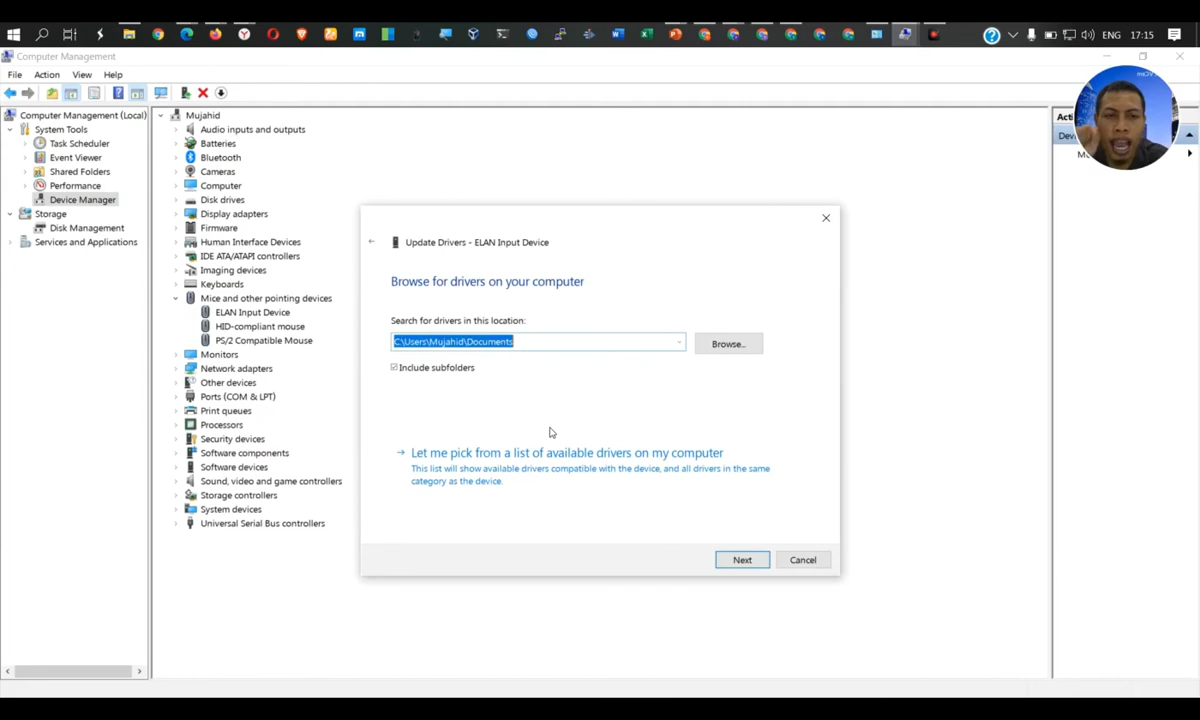 ENG
17:15
Computer Management
File Action View Help
Computer Management (Local)
System Tools
Task Scheduler
Event Viewer
Shared Folders
Performance
Device Manager
Storage
Disk Management
Services and Applications
Mujahid
Audio inputs and outputs
Batteries
Bluetooth
Cameras
Computer
Disk drives
Display adapters
Firmware
Human Interface Devices
IDE ATA/ATAPI controllers
Imaging devices
Keyboards
Mice and other pointing devices
ELAN Input Device
HID-compliant mouse
PS/2 Compatible Mouse
Monitors
Network adapters
Other devices
Ports (COM & LPT)
Print queues
Processors
Security devices
Software components
Software devices
Sound, video and game controllers
Storage controllers
System devices
Universal Serial Bus controllers
Update Drivers - ELAN Input Device
Browse for drivers on your computer
Search for drivers in this location:
C:\Users\Mujahid\Documents
Browse...
Include subfolders
Let me pick from a list of available drivers on my computer
This list will show available drivers compatible with the device, and all drivers in the same
category as the device.
Next
Cancel